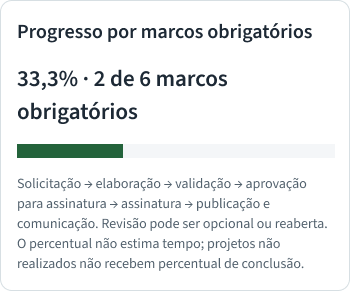 Progresso por marcos obrigatórios
33,3% · 2 de 6 marcos
obrigatórios
Solicitação → elaboração → validação → aprovação
para assinatura → assinatura → publicação e
comunicação. Revisão pode ser opcional ou reaberta.
O percentual não estima tempo; projetos não
realizados não recebem percentual de conclusão.